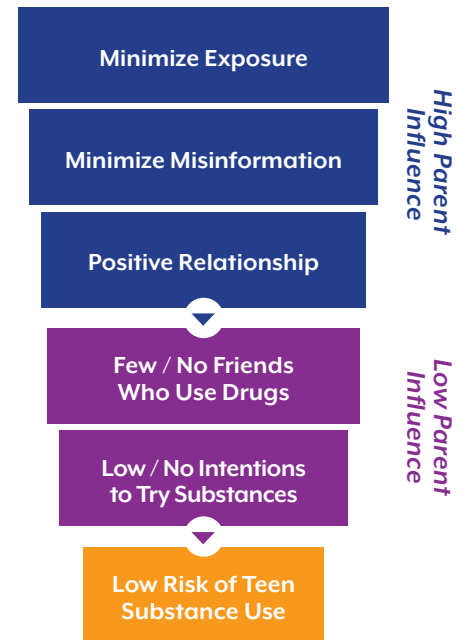 Minimize Exposure
Minimize Misinformation
Positive Relationship
High Parent
Influence
Few / No Friends
Who Use Drugs
Low / No Intentions
to Try Substances
Low Parent
Influence
Low Risk of Teen
Substance Use